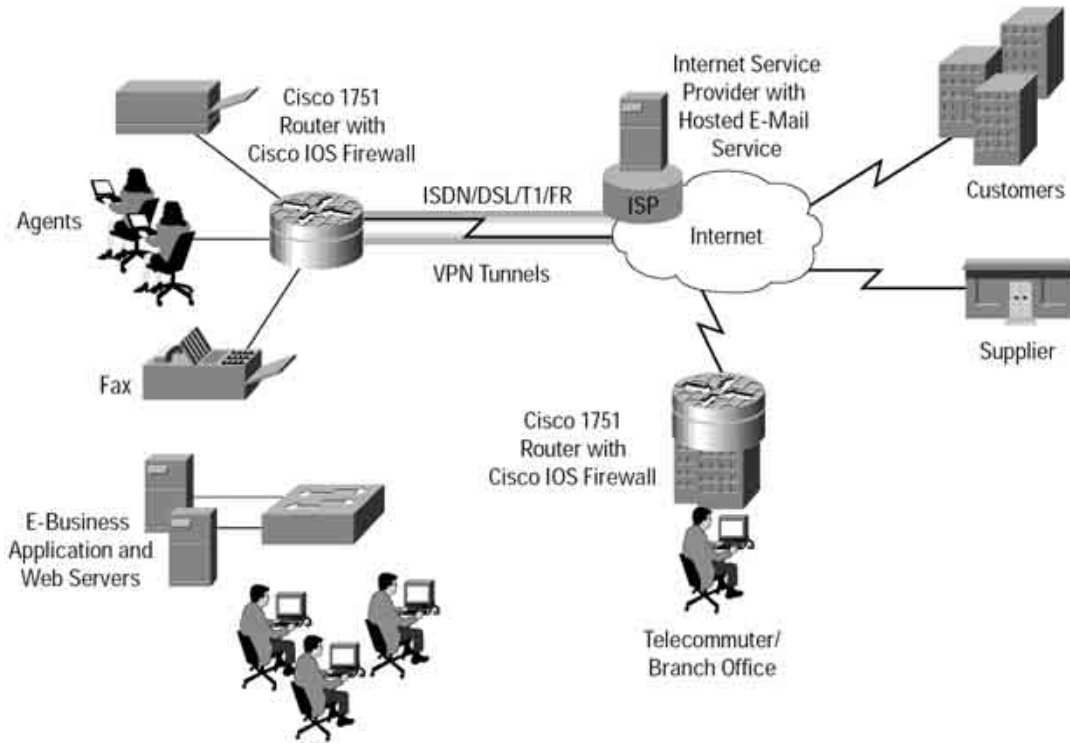 Cisco 1751
Router with
Cisco IOS Firewall
Internet Service
Provider with
Hosted E-Mail
Service
Customers
Agents
ISDN/DSL/T1/FR
ISP
Internet
VPN Tunnels
Supplier
Fax
Cisco 1751
Router with
Cisco IOS Firewall
E-Business
Application and
Web Servers
Telecommuter/
Branch Office